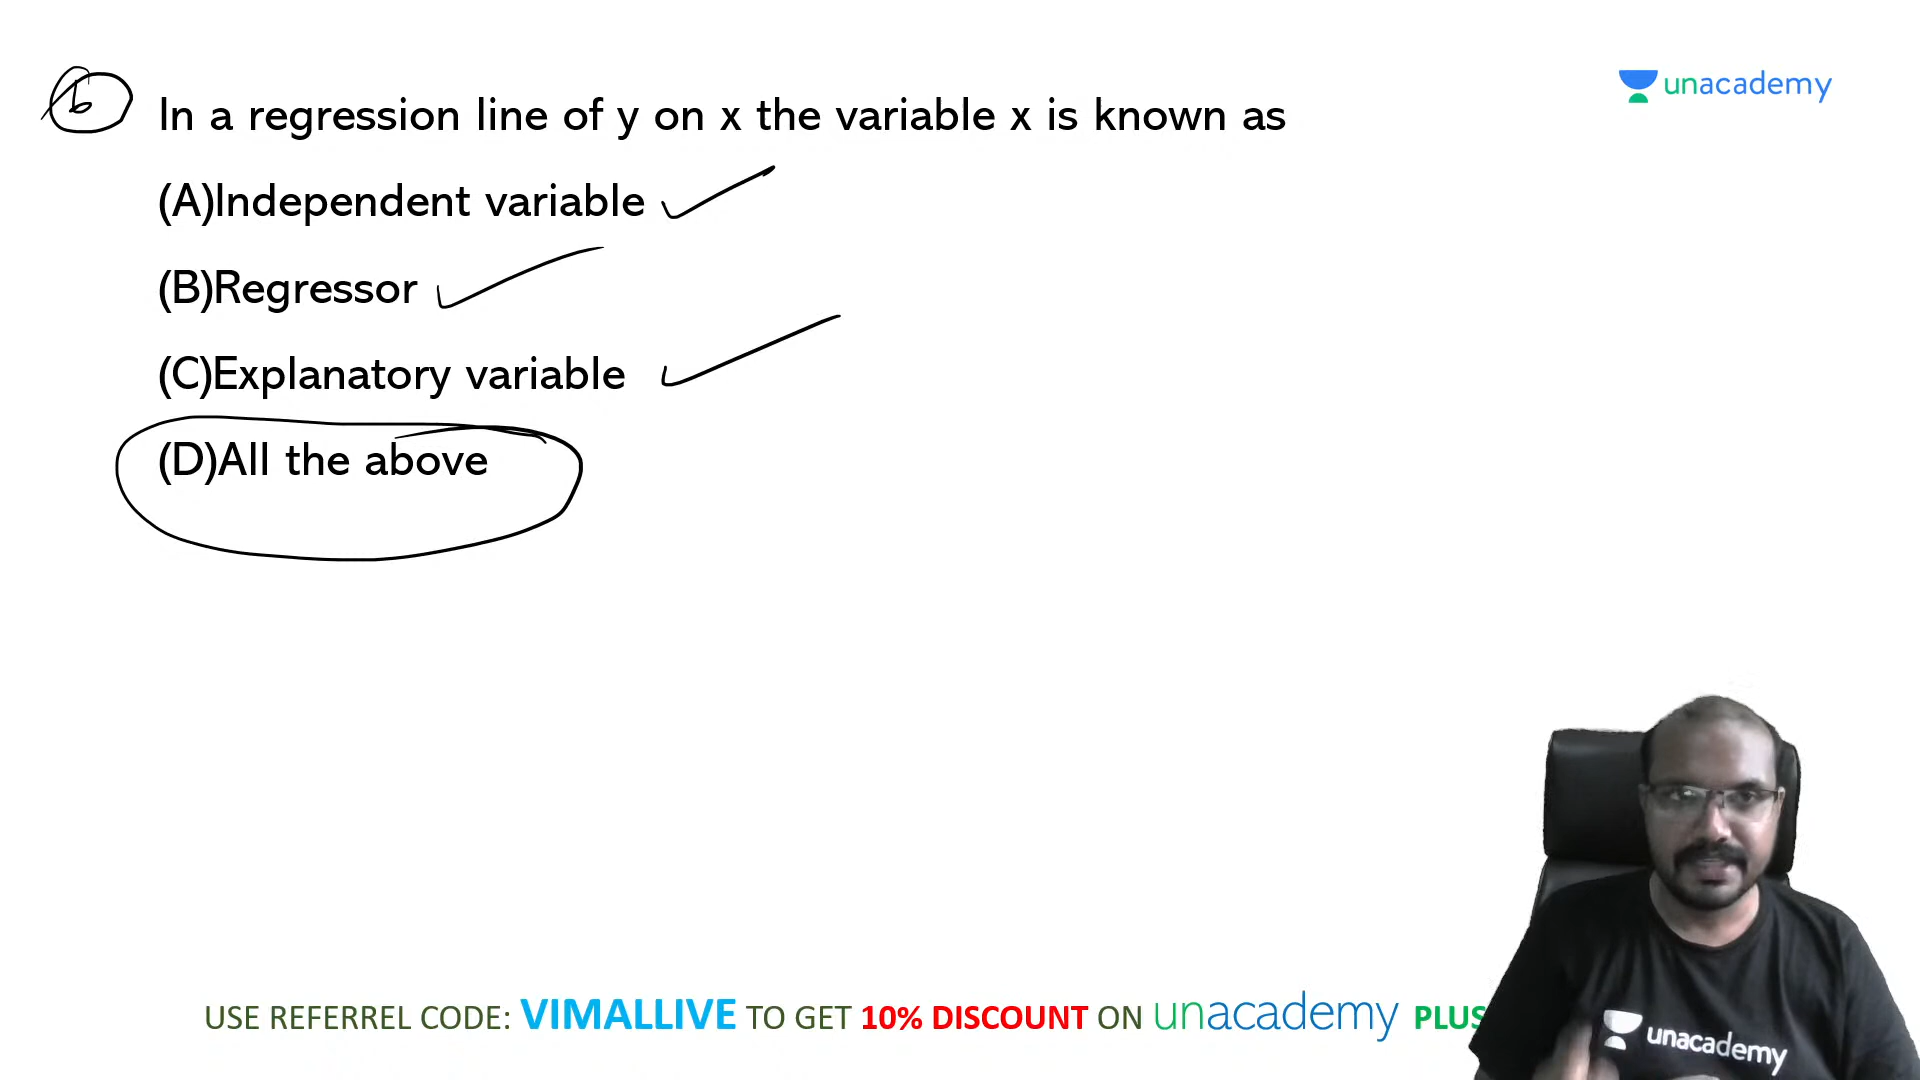 6
In a regression line of y on x the variable x is known as
unacademy
(A)Independent variable
(B)Regressor
(C)Explanatory variable
(D)All the above
USE REFERREL CODE: VIMALLIVE TO GET 10% DISCOUNT ON unacademy PLUS
unacademy